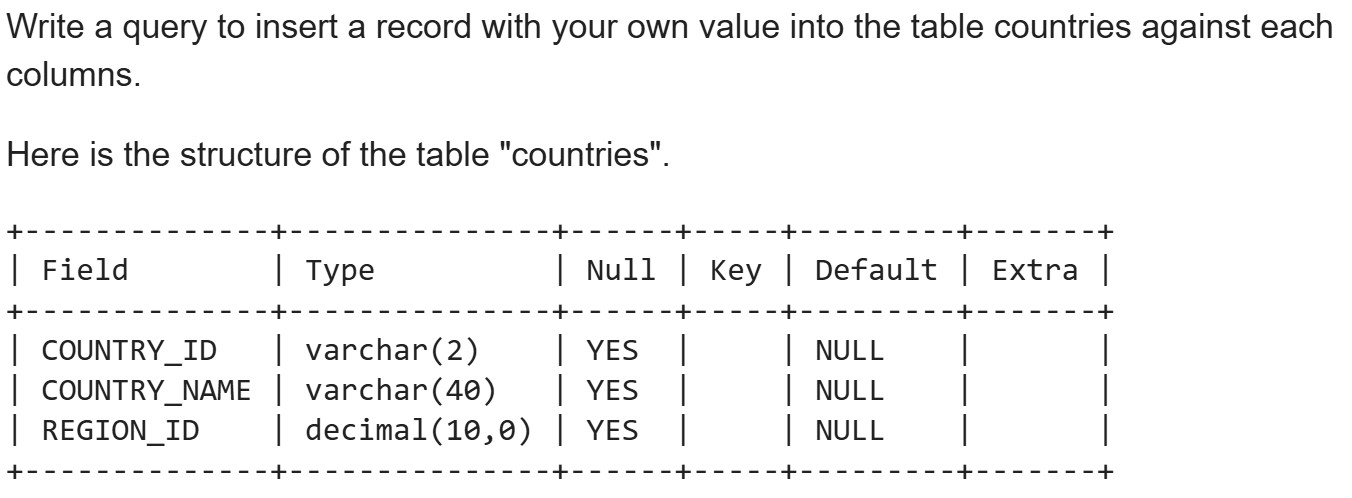 Write a query to insert a record with your own value into the table countries against each
columns.
Here is the structure of the table "countries".
+--------------+---------------+------+-----+---------+-------+
| Field        | Type          | Null | Key | Default | Extra |
+--------------+---------------+------+-----+---------+-------+
| COUNTRY_ID   | varchar(2)    | YES  |     | NULL    |       |
| COUNTRY_NAME | varchar(40)   | YES  |     | NULL    |       |
| REGION_ID    | decimal(10,0) | YES  |     | NULL    |       |
+--------------+---------------+------+-----+---------+-------+